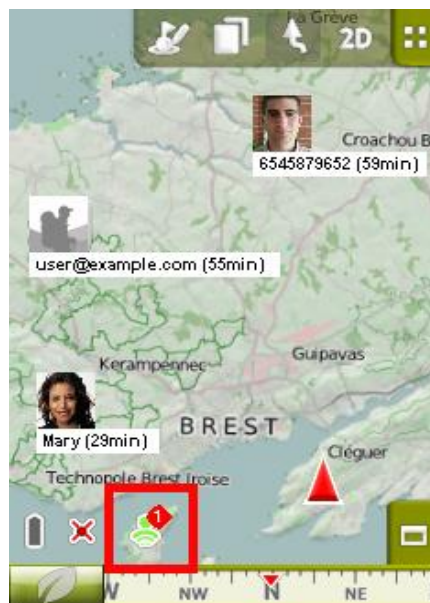 La Grève
2D
Croachou B
6545879652 (59min)
user@example.com (55min)
Kerampennec
Guipavas
Mary (29min)
BREST
Cléguer
Technopole Brest Iroise
1
W NW N NE